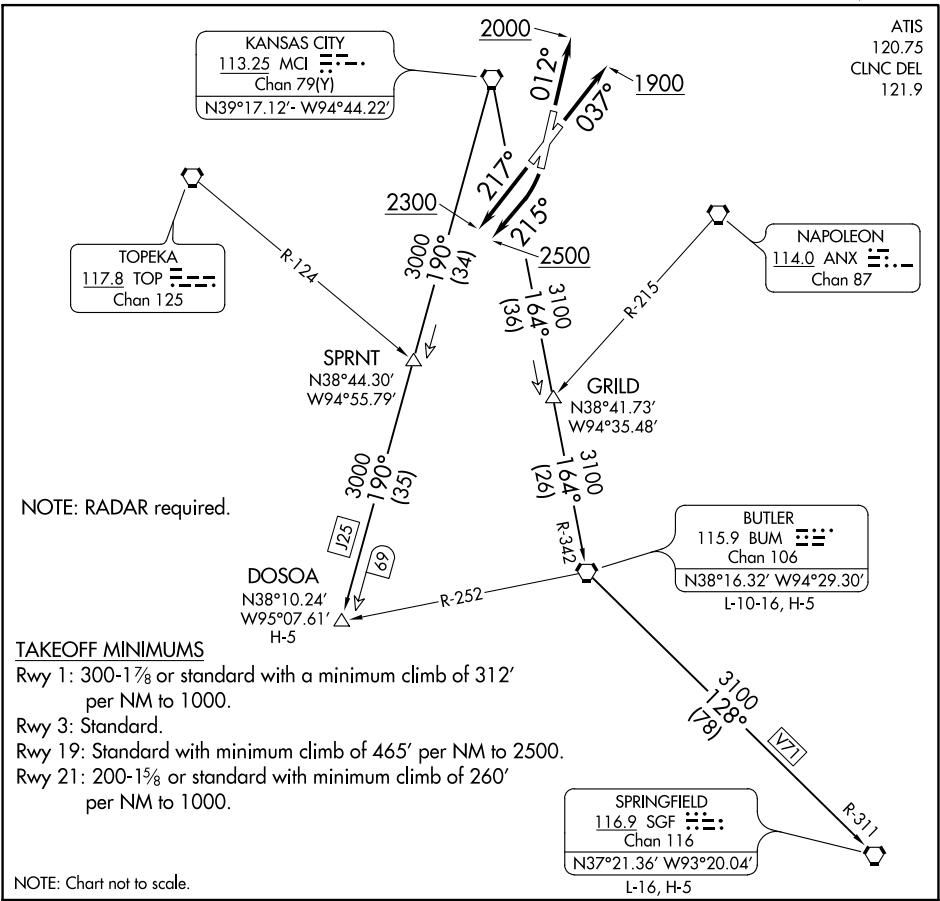 ATIS
120.75
CLNC DEL
121.9
KANSAS CITY
113.25 MCI
Chan 79(Y)
N39°17.12′- W94°44.22′
2000
012°
037°
1900
217°
2300
215°
2500
TOPEKA
117.8 TOP
Chan 125
R-124
3000
190°
(34)
NAPOLEON
114.0 ANX
Chan 87
R-215
3100
164°
(36)
SPRNT
N38°44.30′
W94°55.79′
GRILD
N38°41.73′
W94°35.48′
3000
190°
(35)
3100
164°
(26)
NOTE: RADAR required.
J25
69
R-342
BUTLER
115.9 BUM
Chan 106
N38°16.32′ W94°29.30′
L-10-16, H-5
DOSOA
N38°10.24′
W95°07.61′
H-5
R-252
TAKEOFF MINIMUMS
Rwy 1: 300-1⅞ or standard with a minimum climb of 312′
per NM to 1000.
Rwy 3: Standard.
Rwy 19: Standard with minimum climb of 465′ per NM to 2500.
Rwy 21: 200-1⅝ or standard with minimum climb of 260′
per NM to 1000.
3100
128°
(78)
V71
R-311
SPRINGFIELD
116.9 SGF
Chan 116
N37°21.36′ W93°20.04′
L-16, H-5
NOTE: Chart not to scale.